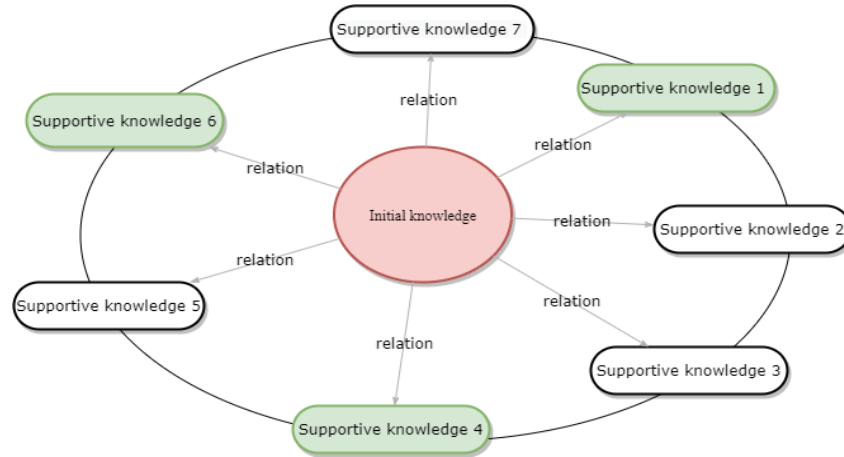 Supportive knowledge 7
Supportive knowledge 1
relation
Supportive knowledge 6
relation
relation
Initial knowledge
Supportive knowledge 2
relation
relation
Supportive knowledge 5
relation
relation
Supportive knowledge 3
Supportive knowledge 4